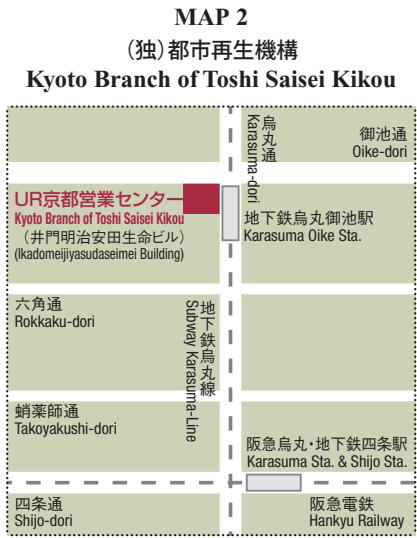 MAP 2
（独）都市再生機構
Kyoto Branch of Toshi Saisei Kikou
烏丸通
Karasuma-dori
御池通
Oike-dori
UR京都営業センター
Kyoto Branch of Toshi Saisei Kikou
（井門明治安田生命ビル）
(Ikadomeijiyasudaseimei Building)
地下鉄烏丸御池駅
Karasuma Oike Sta.
六角通
Rokkaku-dori
地下鉄烏丸線
Subway Karasuma-Line
蛸薬師通
Takoyakushi-dori
阪急烏丸・地下鉄四条駅
Karasuma Sta. & Shijo Sta.
四条通
Shijo-dori
阪急電鉄
Hankyu Railway